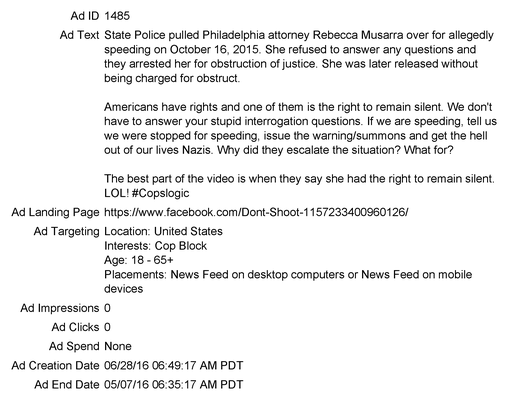 Ad ID 1485
Ad Text State Police pulled Philadelphia attorney Rebecca Musarra over for allegedly
speeding on October 16, 2015. She refused to answer any questions and
they arrested her for obstruction of justice. She was later released without
being charged for obstruct.
Americans have rights and one of them is the right to remain silent. We don't
have to answer your stupid interrogation questions. If we are speeding, tell us
we were stopped for speeding, issue the warning/summons and get the hell
out of our lives Nazis. Why did they escalate the situation? What for?
The best part of the video is when they say she had the right to remain silent.
LOL! #Copslogic
Ad Landing Page https://www.facebook.com/Dont-Shoot-1157233400960126/
Ad Targeting Location: United States
Interests: Cop Block
Age: 18 - 65+
Placements: News Feed on desktop computers or News Feed on mobile
devices
Ad Impressions 0
Ad Clicks 0
Ad Spend None
Ad Creation Date 06/28/16 06:49:17 AM PDT
Ad End Date 05/07/16 06:35:17 AM PDT